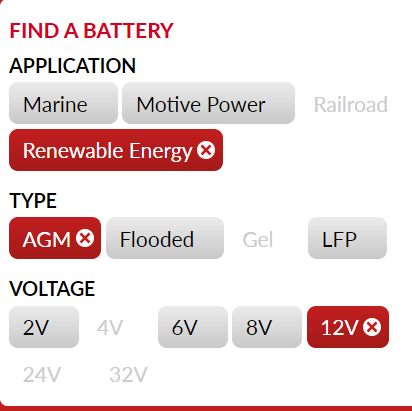 FIND A BATTERY
APPLICATION
Marine Motive Power Railroad
Renewable Energy
TYPE
AGM Flooded Gel LFP
VOLTAGE
2V 4V 6V 8V 12V
24V 32V